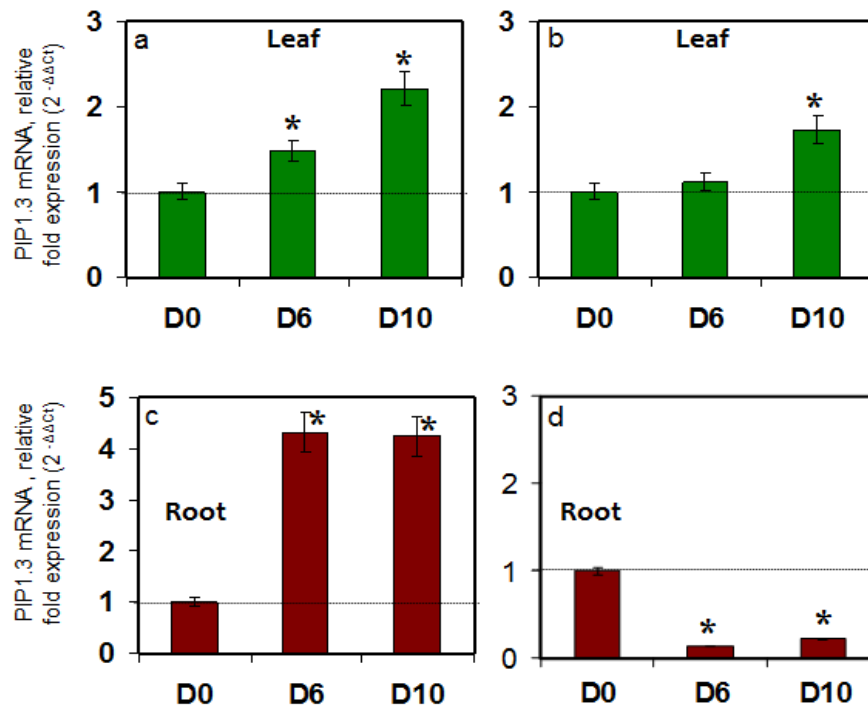 a
Leaf
PIP1.3 mRNA, relative
fold expression (2 -ΔΔCt)
3
2
1
0
*
*
D0 D6 D10
b
Leaf
3
2
1
0
*
D0 D6 D10
c
Root
PIP1.3 mRNA , relative
fold expression (2 -ΔΔCt)
5
4
3
2
1
0
*
*
D0 D6 D10
d
Root
3
2
1
0
*
*
D0 D6 D10